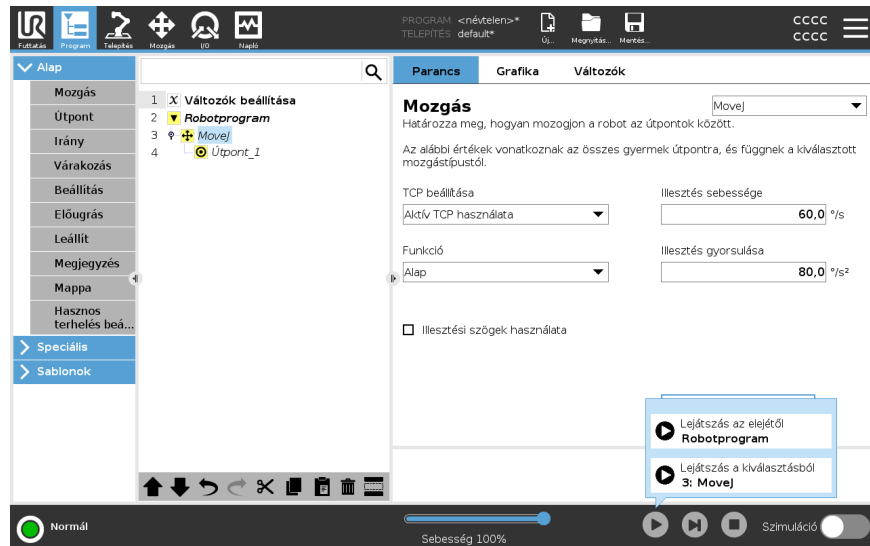 PROGRAM <névtelen>*
TELEPÍTÉS default*
Futtatás
Program
Telepítés
Mozgás
I/O
Napló
Új...
Megnyitás...
Mentés...
cccc
cccc
Alap
Mozgás
Útpont
Irány
Várakozás
Beállítás
Előugrás
Leállít
Megjegyzés
Mappa
Hasznos
terhelés beá...
Speciális
Sablonok
1 X Változók beállítása
2 Robotprogram
3 MoveJ
4 Útpont_1
Parancs
Grafika
Változók
Mozgás
MoveJ
Határozza meg, hogyan mozogjon a robot az útpontok között.
Az alábbi értékek vonatkoznak az összes gyermek útpontra, és függnek a kiválasztott
mozgástípustól.
TCP beállítása
Illesztés sebessége
Aktív TCP használata
60,0 °/s
Funkció
Illesztés gyorsulása
Alap
80,0 °/s²
Illesztési szögek használata
Lejátszás az elejétől
Robotprogram
Lejátszás a kiválasztásból
3: MoveJ
Normál
Sebesség 100%
Szimuláció